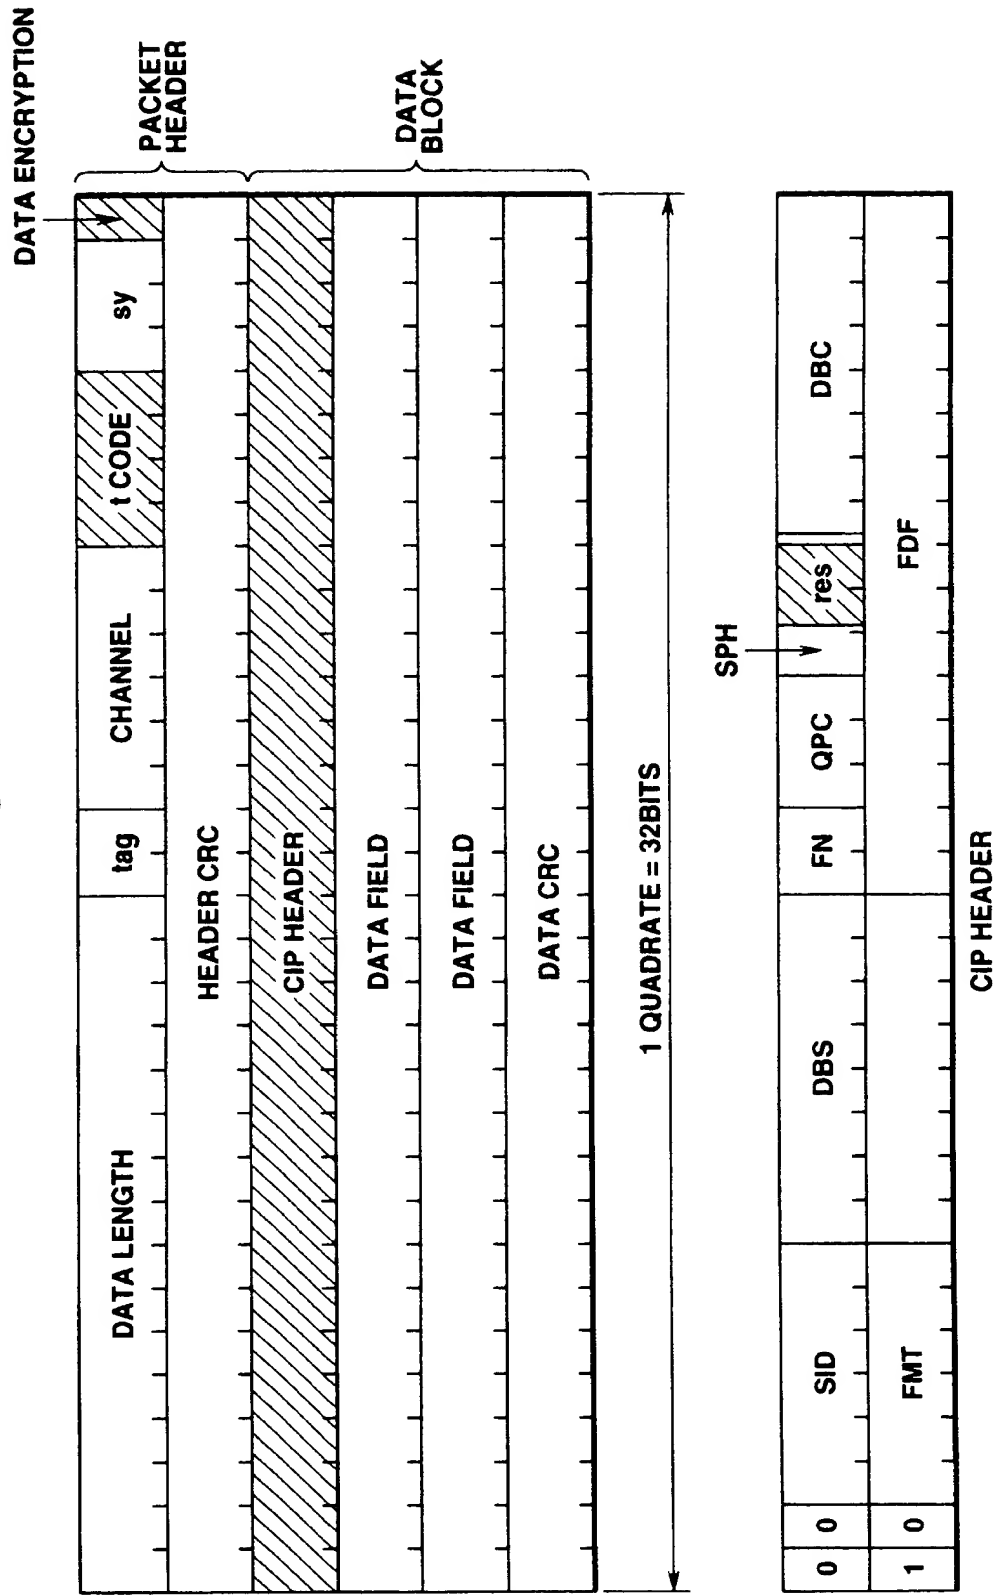 DATA ENCRYPTION
DATA LENGTH
tag
CHANNEL
t CODE
sy
PACKET
HEADER
HEADER CRC
CIP HEADER
DATA FIELD
DATA FIELD
DATA CRC
DATA
BLOCK
1 QUADRATE = 32BITS
SPH
0 0 SID DBS FN QPC res DBC
1 0 FMT FDF
CIP HEADER